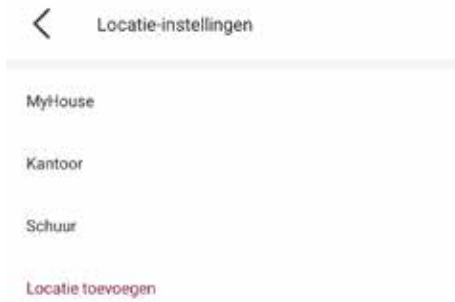 Locatie-instellingen
MyHouse
Kantoor
Schuur
Locatie toevoegen